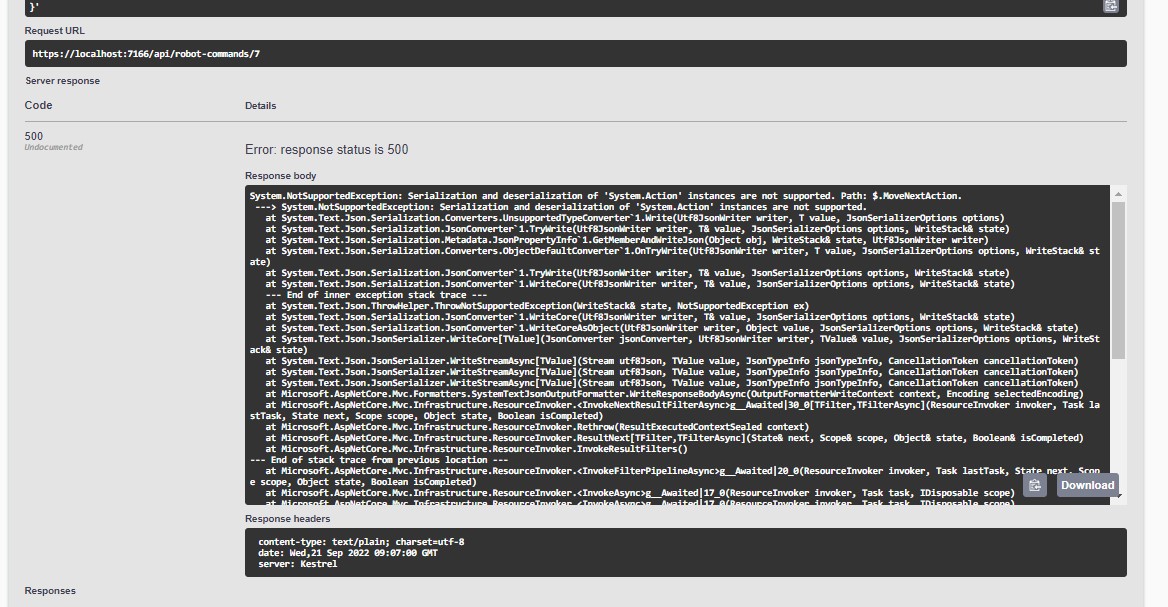 }'
Request URL
https://localhost:7166/api/robot-commands/7
Server response
Code Details
500
Undocumented
Error: response status is 500
Response body
System.NotSupportedException: Serialization and deserialization of 'System.Action' instances are not supported. Path: $.MoveNextAction.
---> System.NotSupportedException: Serialization and deserialization of 'System.Action' instances are not supported.
at System.Text.Json.Serialization.Converters.UnsupportedTypeConverter`1.Write(Utf8JsonWriter writer, T value, JsonSerializerOptions options)
at System.Text.Json.Serialization.JsonConverter`1.TryWrite(Utf8JsonWriter writer, T& value, JsonSerializerOptions options, WriteStack& state)
at System.Text.Json.Serialization.Metadata.JsonPropertyInfo`1.GetMemberAndWriteJson(Object obj, WriteStack& state, Utf8JsonWriter writer)
at System.Text.Json.Serialization.Converters.ObjectDefaultConverter`1.OnTryWrite(Utf8JsonWriter writer, T value, JsonSerializerOptions options, WriteStack& st
ate)
at System.Text.Json.Serialization.JsonConverter`1.TryWrite(Utf8JsonWriter writer, T& value, JsonSerializerOptions options, WriteStack& state)
at System.Text.Json.Serialization.JsonConverter`1.WriteCore(Utf8JsonWriter writer, T& value, JsonSerializerOptions options, WriteStack& state)
--- End of inner exception stack trace ---
at System.Text.Json.ThrowHelper.ThrowNotSupportedException(WriteStack& state, NotSupportedException ex)
at System.Text.Json.Serialization.JsonConverter`1.WriteCore(Utf8JsonWriter writer, T& value, JsonSerializerOptions options, WriteStack& state)
at System.Text.Json.Serialization.JsonConverter`1.WriteCoreAsObject(Utf8JsonWriter writer, Object value, JsonSerializerOptions options, WriteStack& state)
at System.Text.Json.JsonSerializer.WriteCore[TValue](JsonConverter jsonConverter, Utf8JsonWriter writer, TValue& value, JsonSerializerOptions options, WriteSt
ack& state)
at System.Text.Json.JsonSerializer.WriteStreamAsync[TValue](Stream utf8Json, TValue value, JsonTypeInfo jsonTypeInfo, CancellationToken cancellationToken)
at System.Text.Json.JsonSerializer.WriteStreamAsync[TValue](Stream utf8Json, TValue value, JsonTypeInfo jsonTypeInfo, CancellationToken cancellationToken)
at System.Text.Json.JsonSerializer.WriteStreamAsync[TValue](Stream utf8Json, TValue value, JsonTypeInfo jsonTypeInfo, CancellationToken cancellationToken)
at Microsoft.AspNetCore.Mvc.Formatters.SystemTextJsonOutputFormatter.WriteResponseBodyAsync(OutputFormatterWriteContext context, Encoding selectedEncoding)
at Microsoft.AspNetCore.Mvc.Infrastructure.ResourceInvoker.<InvokeNextResultFilterAsync>g__Awaited|30_0[TFilter,TFilterAsync](ResourceInvoker invoker, Task la
stTask, State next, Scope scope, Object state, Boolean isCompleted)
at Microsoft.AspNetCore.Mvc.Infrastructure.ResourceInvoker.Rethrow(ResultExecutedContextSealed context)
at Microsoft.AspNetCore.Mvc.Infrastructure.ResourceInvoker.ResultNext[TFilter,TFilterAsync](State& next, Scope& scope, Object& state, Boolean& isCompleted)
at Microsoft.AspNetCore.Mvc.Infrastructure.ResourceInvoker.InvokeResultFilters()
--- End of stack trace from previous location ---
at Microsoft.AspNetCore.Mvc.Infrastructure.ResourceInvoker.<InvokeFilterPipelineAsync>g__Awaited|20_0(ResourceInvoker invoker, Task lastTask, State next, Scop
e scope, Object state, Boolean isCompleted)
at Microsoft.AspNetCore.Mvc.Infrastructure.ResourceInvoker.<InvokeAsync>g__Awaited|17_0(ResourceInvoker invoker, Task task, IDisposable scope)
at Microsoft.AspNetCore.Mvc.Infrastructure.ResourceInvoker.<InvokeAsync>g__Awaited|17_0(ResourceInvoker invoker, Task task, IDisposable scope)
Download
Response headers
content-type: text/plain; charset=utf-8
date: Wed,21 Sep 2022 09:07:00 GMT
server: Kestrel
Responses